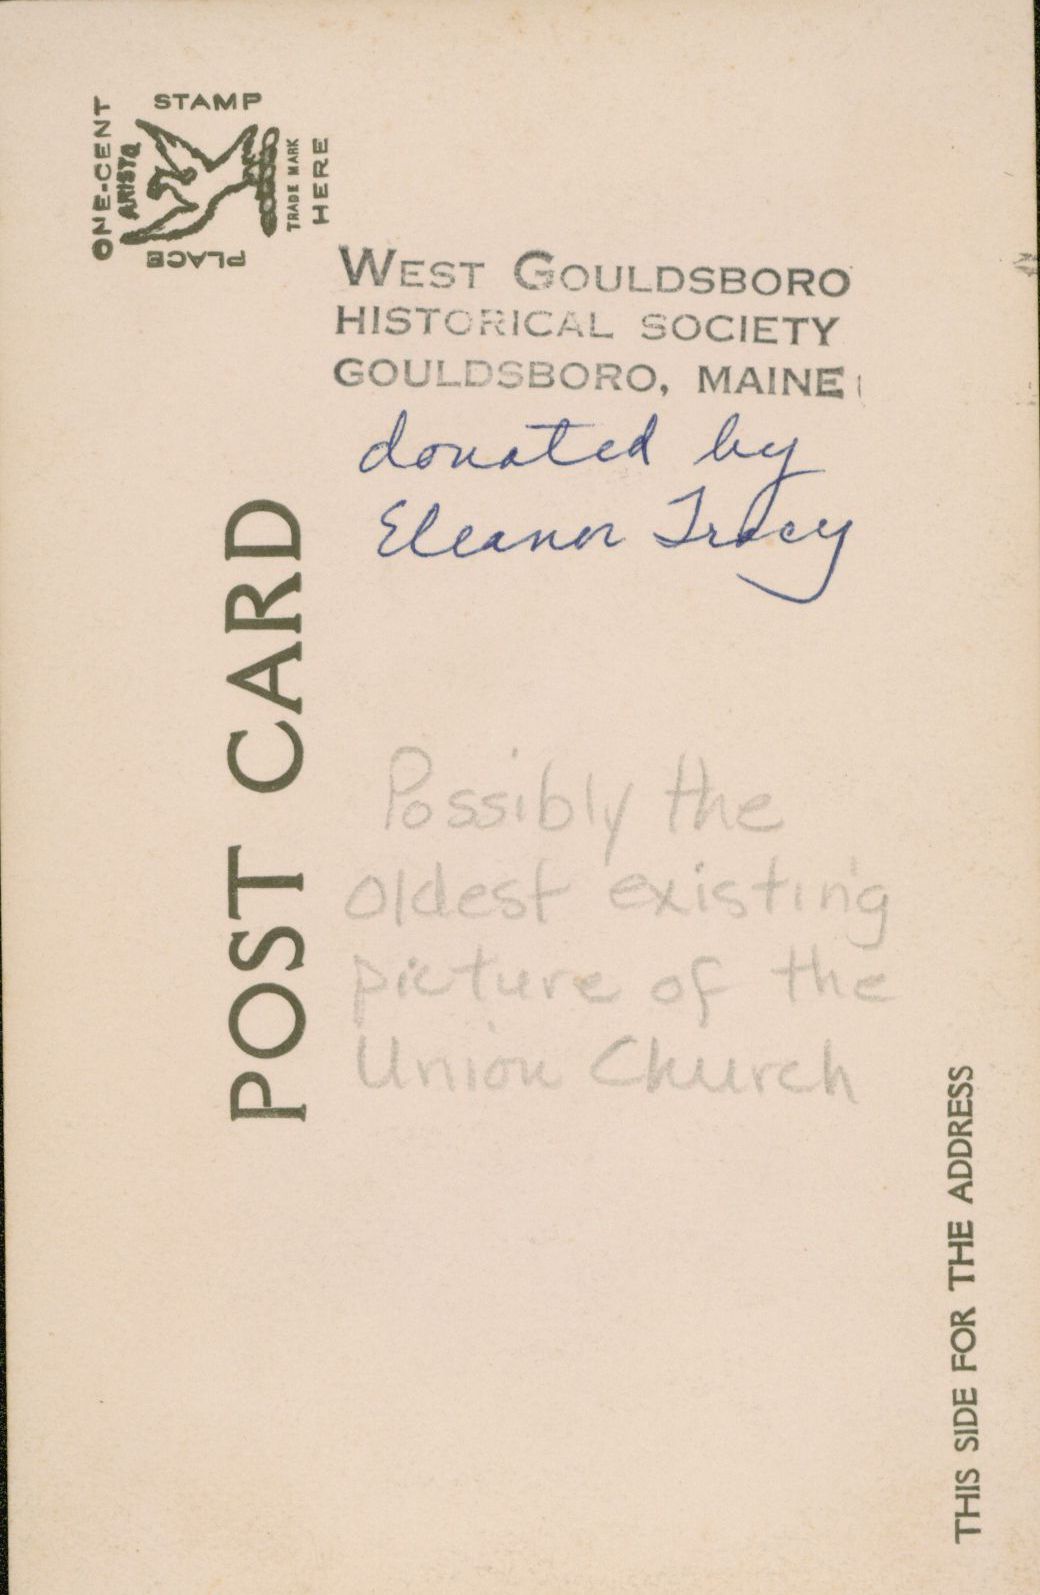 PLACE
ONE-CENT
STAMP
HERE
ARISTO
TRADE MARK
WEST GOULDSBORO
HISTORICAL SOCIETY
GOULDSBORO, MAINE
donated by
Eleanor Tracy
POST CARD
Possibly the
oldest existing
picture of the
Union Church
THIS SIDE FOR THE ADDRESS